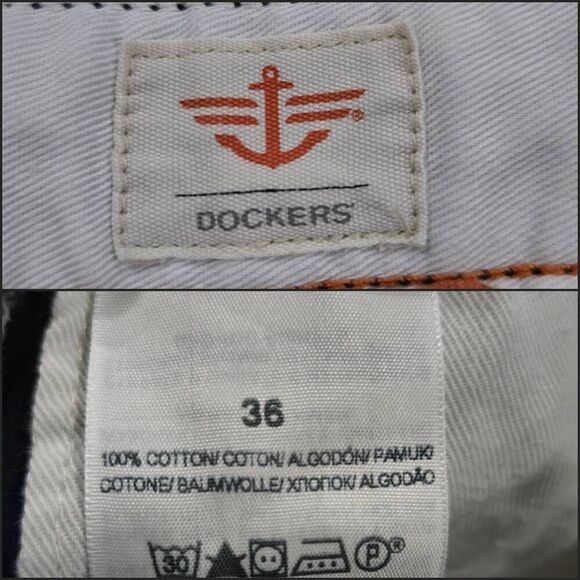 ®
DOCKERS®
36
100% COTTON/ COTON/ ALGODÓN/ PAMUK/
COTONE/ BAUMWOLLE/ ХЛОПОК/ ALGODÃO
30 P®